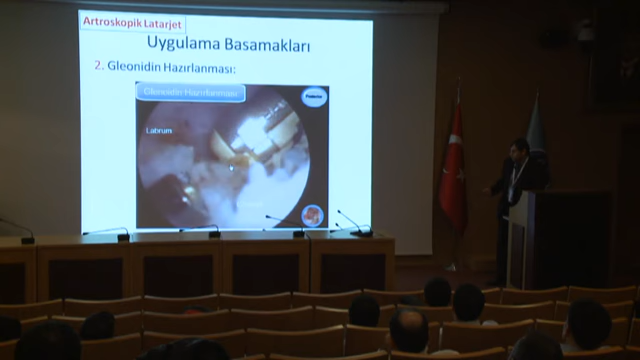 Artroskopik Latarjet
Uygulama Basamakları
2. Gleonidin Hazırlanması:
Glenoidin Hazırlanması
Labrum